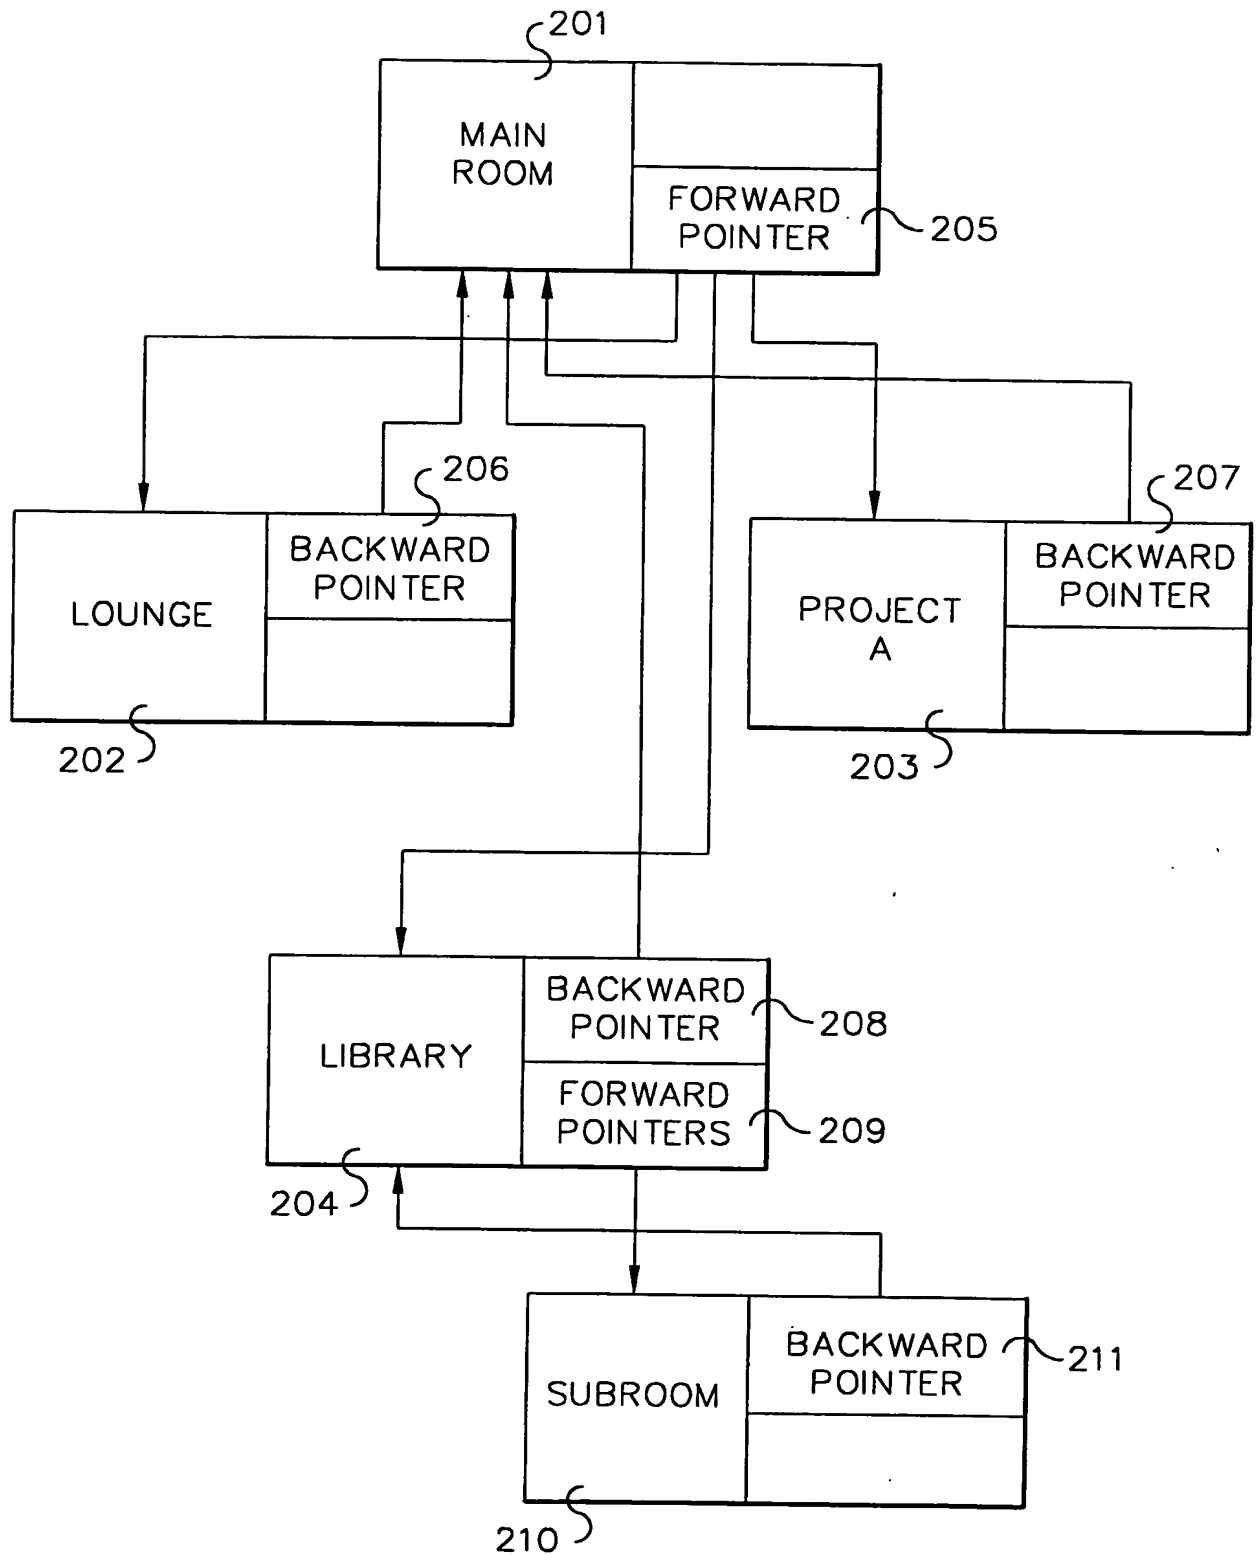 201
MAIN
ROOM
FORWARD
POINTER
205
206
207
LOUNGE
BACKWARD
POINTER
PROJECT
A
BACKWARD
POINTER
202
203
LIBRARY
BACKWARD
POINTER
208
FORWARD
POINTERS
209
204
SUBROOM
BACKWARD
POINTER
211
210